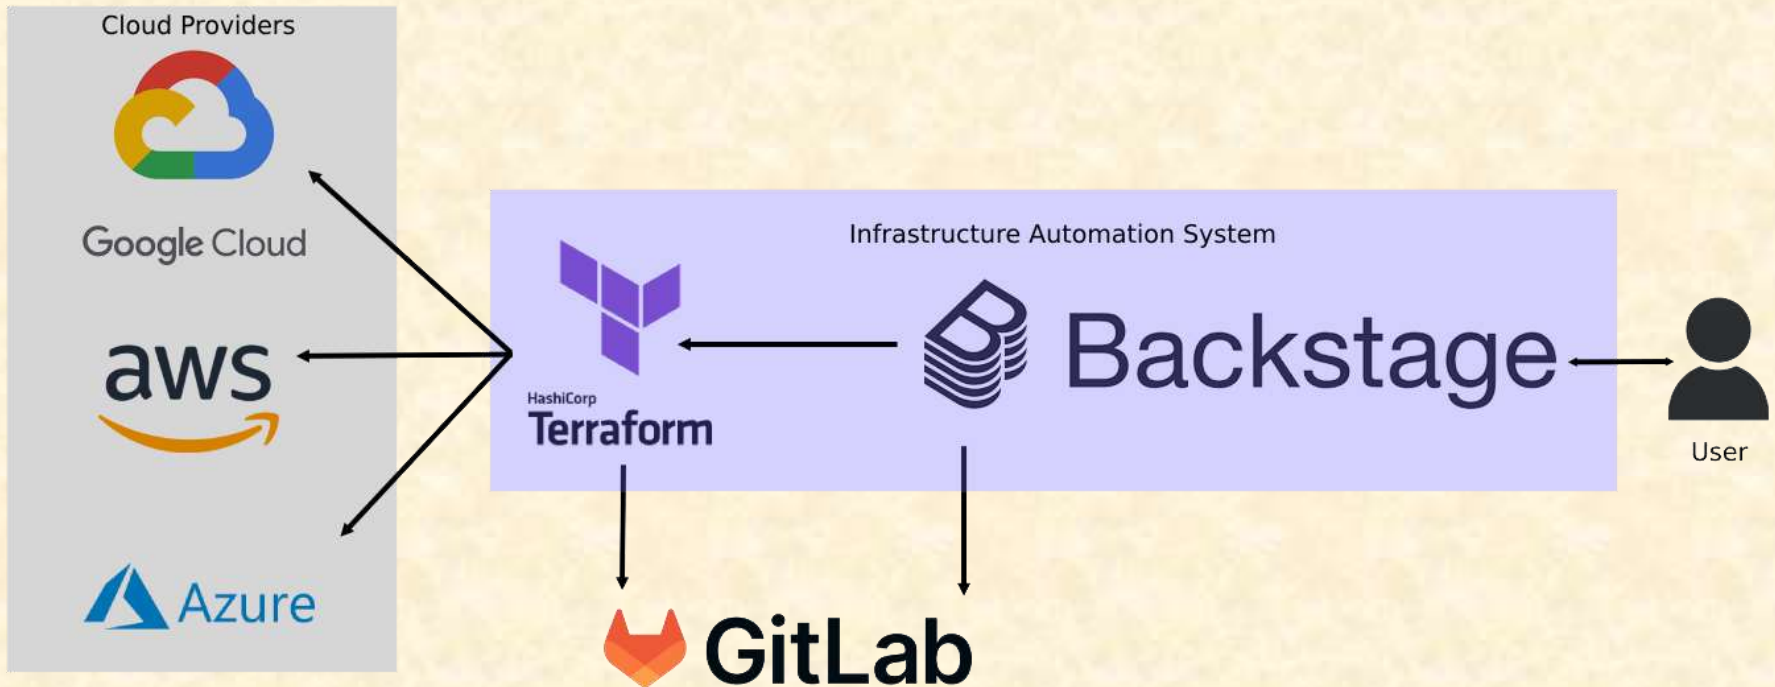 Cloud Providers
Google Cloud
aws
Azure
Infrastructure Automation System
HashiCorp
Terraform
Backstage
User
GitLab